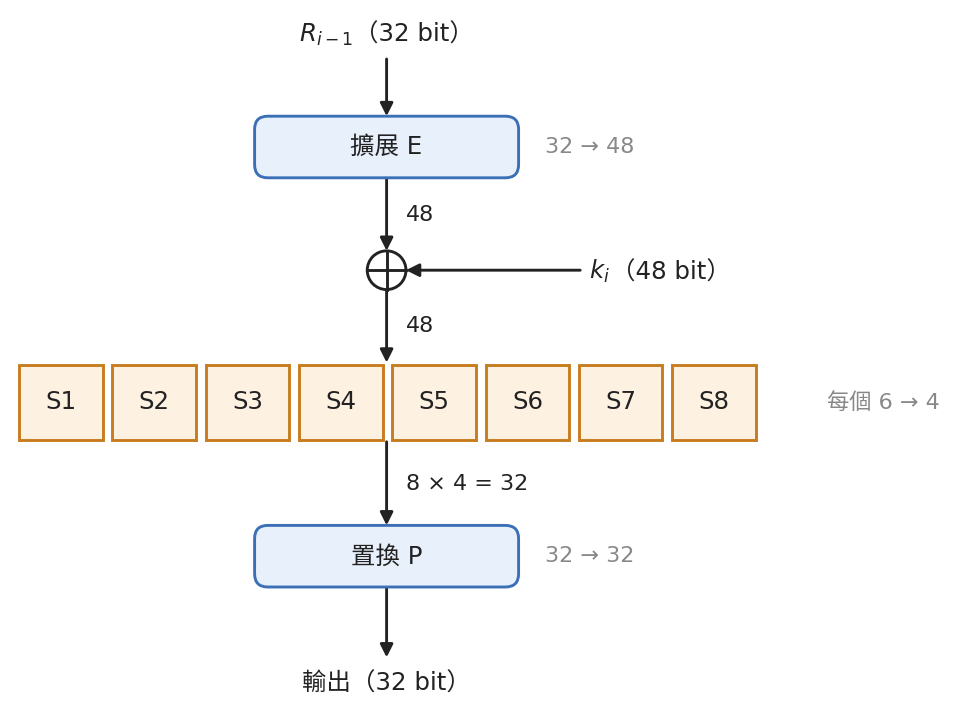 R_{i−1}（32 bit）
擴展 E
32 → 48
48
k_i（48 bit）
48
S1 S2 S3 S4 S5 S6 S7 S8
每個 6 → 4
8 × 4 = 32
置換 P
32 → 32
輸出（32 bit）